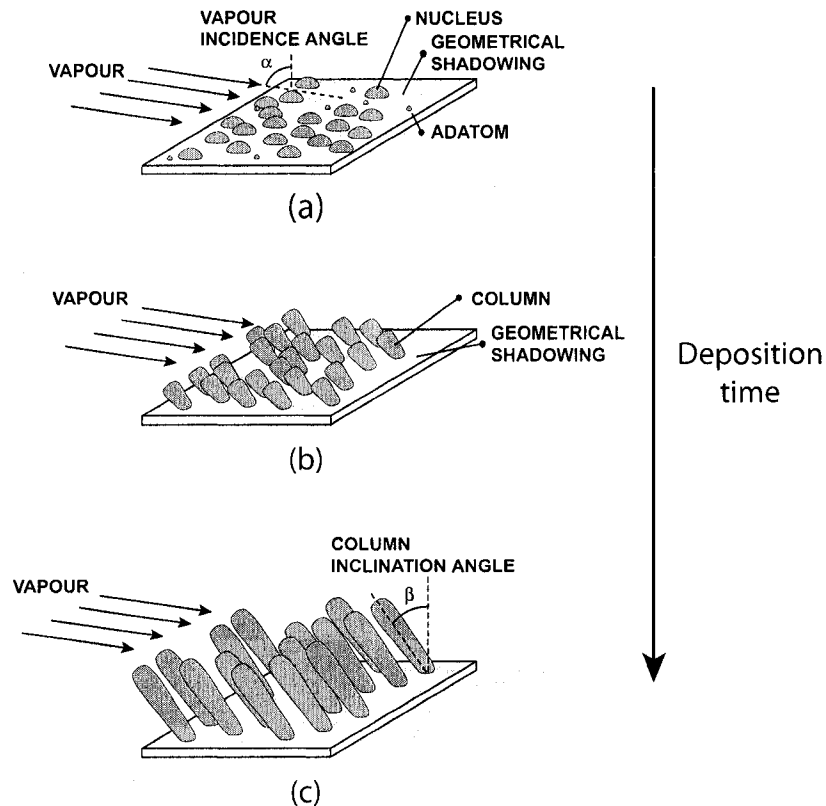 VAPOUR
INCIDENCE ANGLE
NUCLEUS
GEOMETRICAL
SHADOWING
VAPOUR
α
ADATOM
(a)
VAPOUR
COLUMN
GEOMETRICAL
SHADOWING
(b)
Deposition
time
COLUMN
INCLINATION ANGLE
VAPOUR
β
(c)